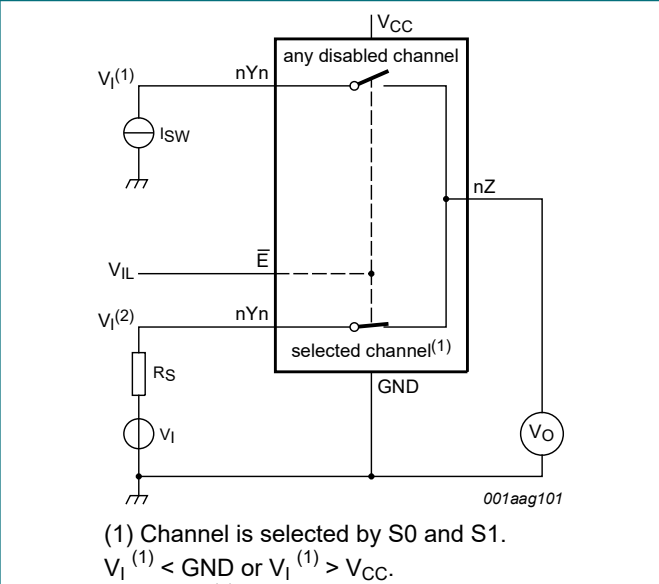 VCC
any disabled channel
VI(1)
nYn
ISW
nZ
E̅
VIL
VI(2)
nYn
selected channel(1)
RS
GND
VI
VO
001aag101
(1) Channel is selected by S0 and S1.
VI (1) < GND or VI (1) > VCC.